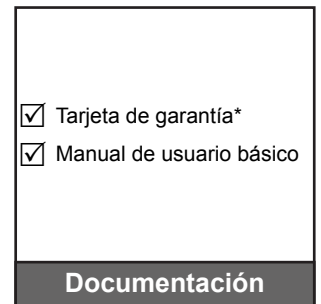 ☑ Tarjeta de garantía*
☑ Manual de usuario básico
Documentación